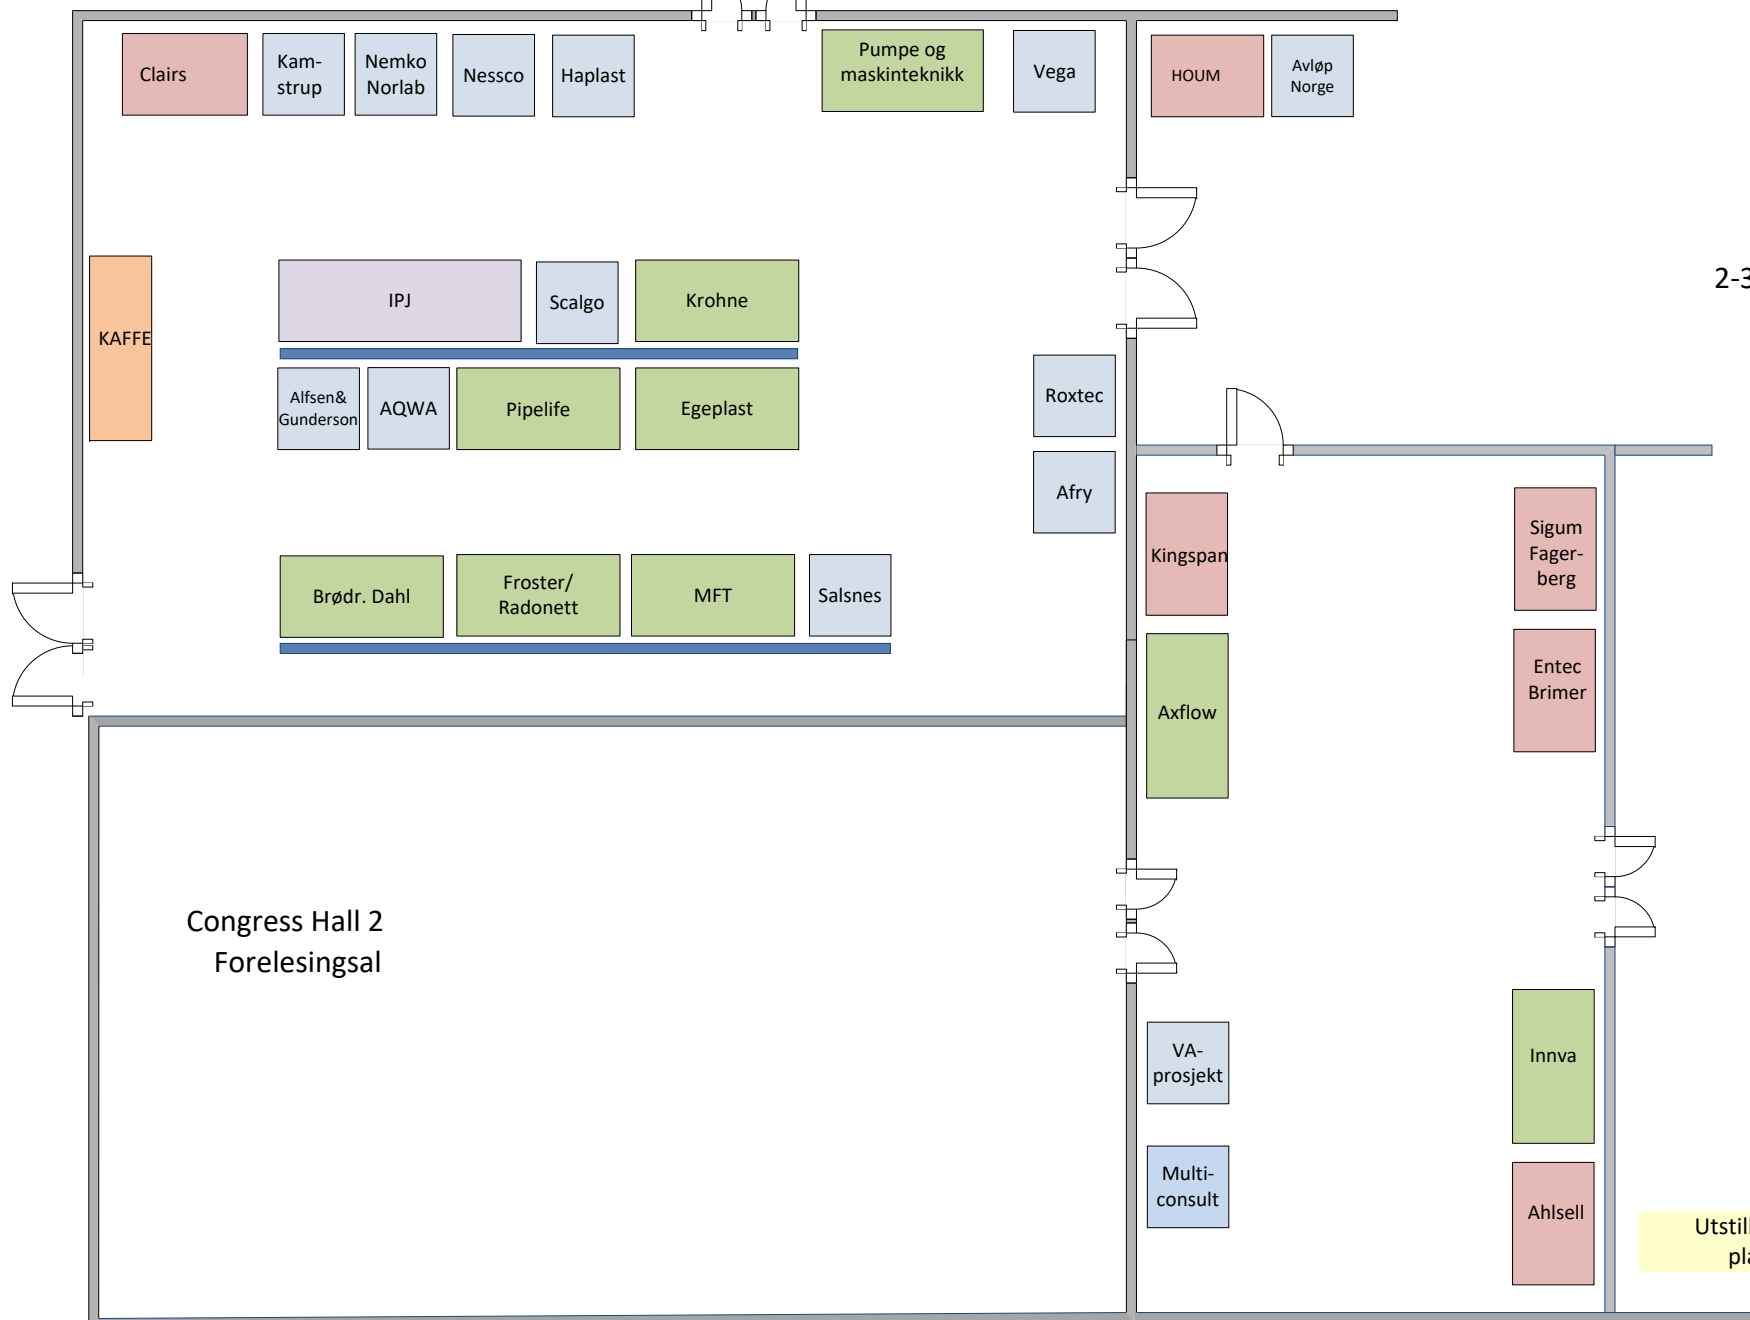 Clairs
Kam-
strup
Nemko
Norlab
Nessco
Haplast
Pumpe og
maskinteknikk
Vega
HOUM
Avløp
Norge
2-3
KAFFE
IPJ
Scalgo
Krohne
Alfsen&
Gunderson
AQWA
Pipelife
Egeplast
Roxtec
Afry
Kingspan
Sigum
Fager-
berg
Brødr. Dahl
Froster/
Radonett
MFT
Salsnes
Entec
Brimer
Axflow
Congress Hall 2
Forelesingsal
VA-
prosjekt
Innva
Multi-
consult
Ahlsell